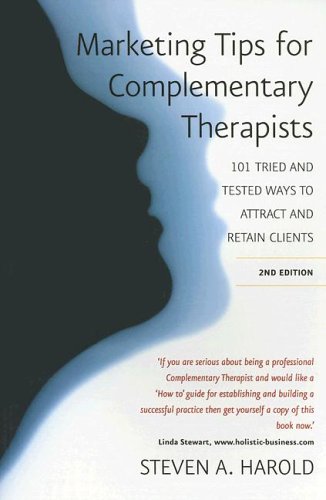 Marketing Tips for
Complementary
Therapists
101 TRIED AND
TESTED WAYS TO
ATTRACT AND
RETAIN CLIENTS
2ND EDITION
'If you are serious about being a professional
Complementary Therapist and would like a
'How to' guide for establishing and building a
successful practice then get yourself a copy of this
book now.'
Linda Stewart, www.holistic-business.com
STEVEN A. HAROLD